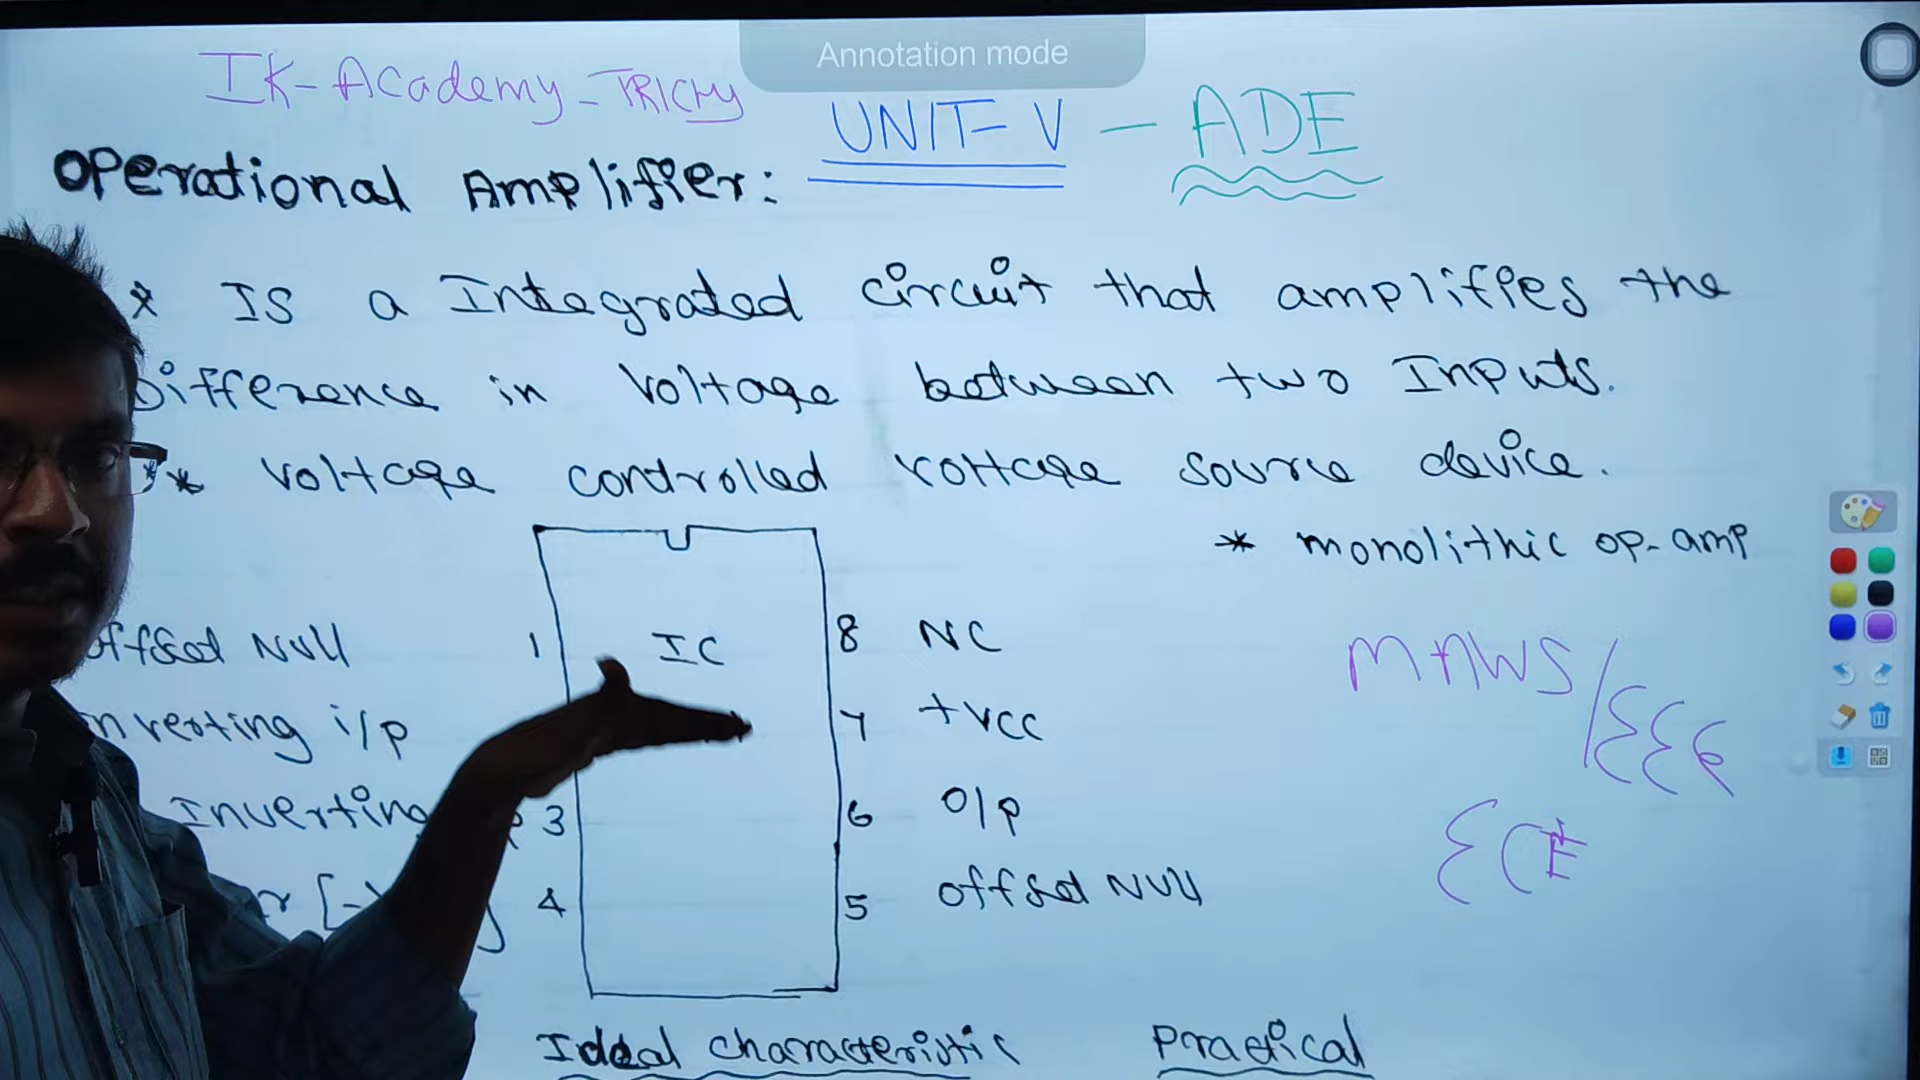 Annotation mode
IK-Academy-TRICHY
UNIT-V - ADE
Operational Amplifier:
* Is a Integrated circuit that amplifies the
Difference in Voltage between two Inputs.
** Voltage controlled voltage source device.
* monolithic op-amp
offset Null 1 IC 8 NC
nverting i/p 7 +VCC
Inverting p 3 6 O/p
4 5 offset Null
MAWS/EEE
ECE
Ideal characteristic Practical